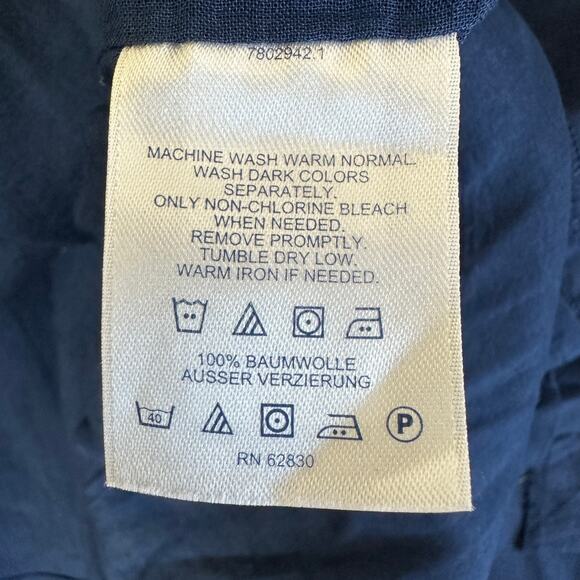 7802942.1
MACHINE WASH WARM NORMAL.
WASH DARK COLORS
SEPARATELY.
ONLY NON-CHLORINE BLEACH
WHEN NEEDED.
REMOVE PROMPTLY.
TUMBLE DRY LOW.
WARM IRON IF NEEDED.
100% BAUMWOLLE
AUSSER VERZIERUNG
40 P
RN 62830